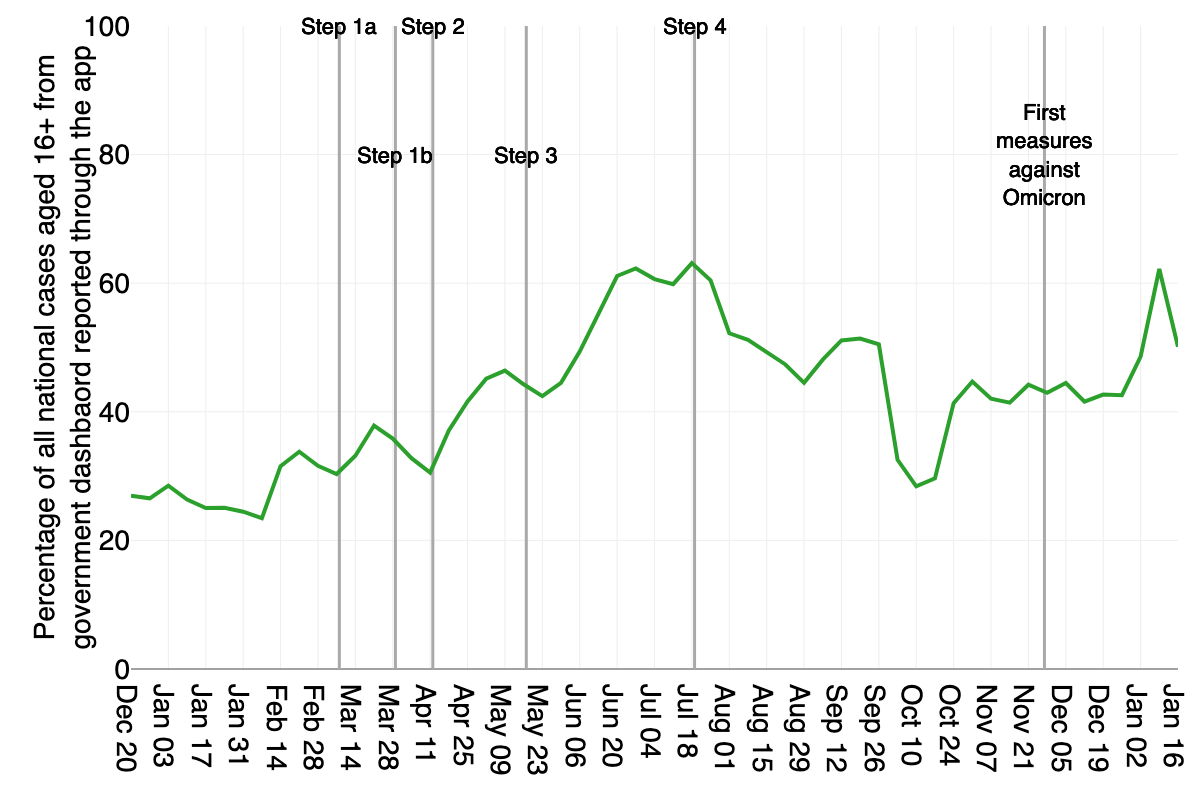 Percentage of all national cases aged 16+ from
government dashbaord reported through the app
100
80
60
40
20
0
Step 1a
Step 2
Step 4
Step 1b
Step 3
First
measures
against
Omicron
Dec 20
Jan 03
Jan 17
Jan 31
Feb 14
Feb 28
Mar 14
Mar 28
Apr 11
Apr 25
May 09
May 23
Jun 06
Jun 20
Jul 04
Jul 18
Aug 01
Aug 15
Aug 29
Sep 12
Sep 26
Oct 10
Oct 24
Nov 07
Nov 21
Dec 05
Dec 19
Jan 02
Jan 16